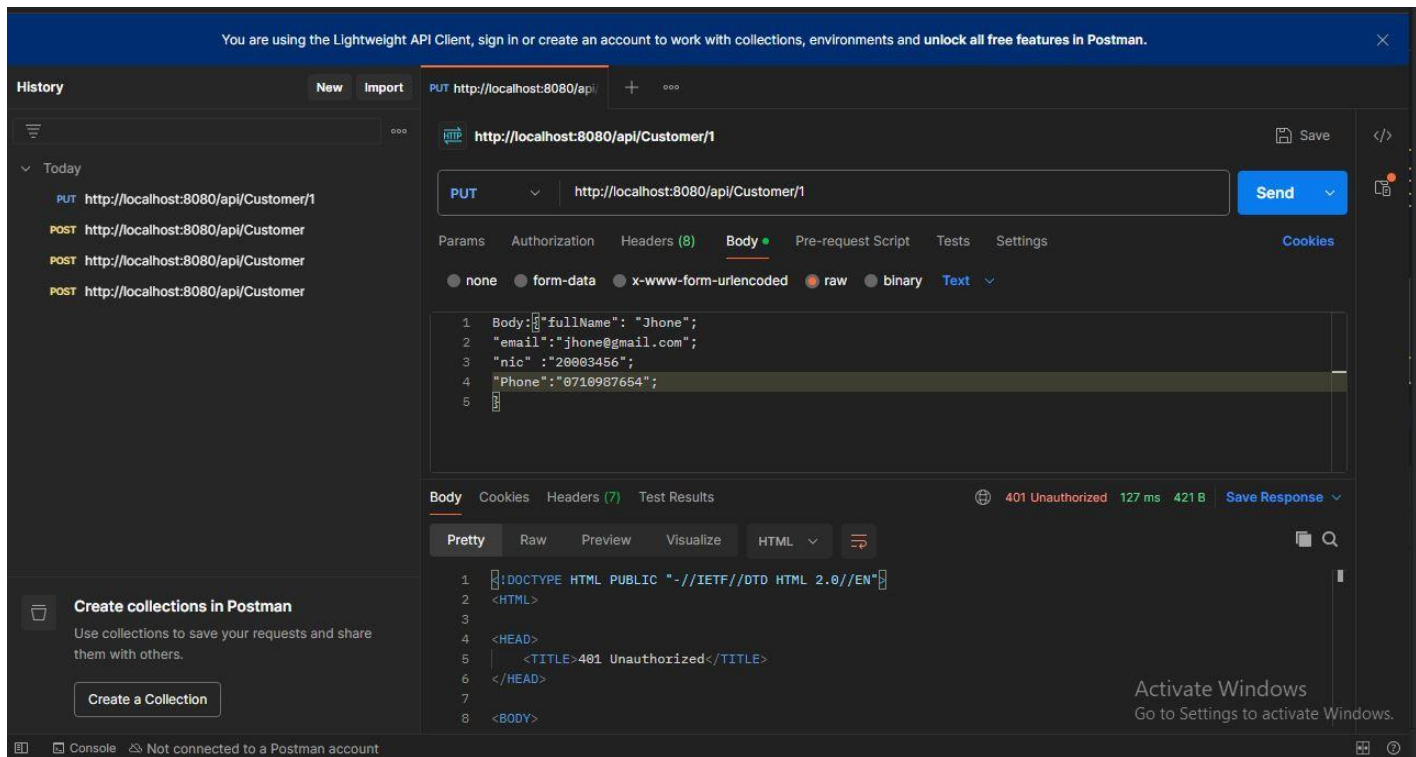 You are using the Lightweight API Client, sign in or create an account to work with collections, environments and unlock all free features in Postman.
History
New
Import
PUT http://localhost:8080/api/
Today
PUT http://localhost:8080/api/Customer/1
POST http://localhost:8080/api/Customer
POST http://localhost:8080/api/Customer
POST http://localhost:8080/api/Customer
Create collections in Postman
Use collections to save your requests and share
them with others.
Create a Collection
HTTP http://localhost:8080/api/Customer/1
Save
</>
PUT
http://localhost:8080/api/Customer/1
Send
Params Authorization Headers (8) Body Pre-request Script Tests Settings Cookies
none form-data x-www-form-urlencoded raw binary Text
1 Body:{"fullName": "Jhone";
2 "email":"jhone@gmail.com";
3 "nic" :"20003456";
4 "Phone":"0710987654";
5 }
Body Cookies Headers (7) Test Results
401 Unauthorized 127 ms 421 B Save Response
Pretty Raw Preview Visualize HTML
1 <!DOCTYPE HTML PUBLIC "-//IETF//DTD HTML 2.0//EN">
2 <HTML>
3
4 <HEAD>
5 <TITLE>401 Unauthorized</TITLE>
6 </HEAD>
7
8 <BODY>
Activate Windows
Go to Settings to activate Windows.
Console Not connected to a Postman account